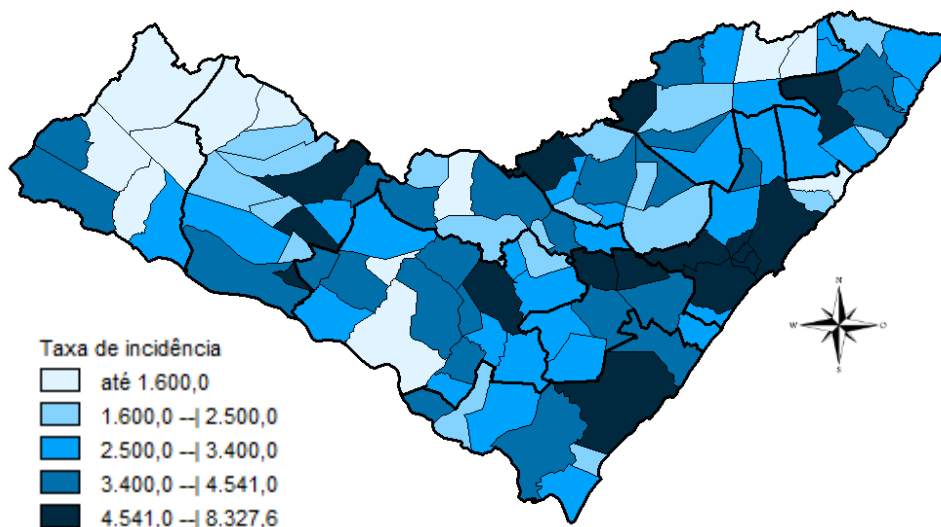 N
W
O
S
Taxa de incidência
até 1.600,0
1.600,0 --| 2.500,0
2.500,0 --| 3.400,0
3.400,0 --| 4.541,0
4.541,0 --| 8.327,6